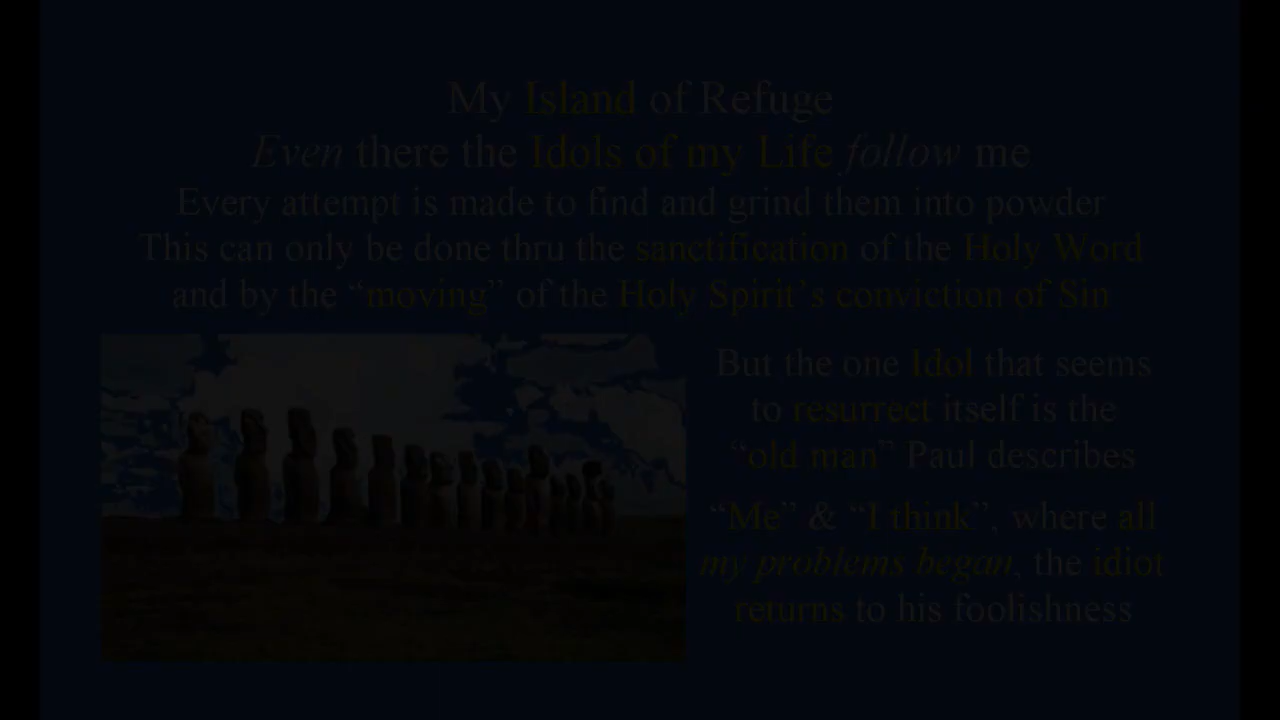 My Island of Refuge
Even there the Idols of my Life follow me
Every attempt is made to find and grind them into powder
This can only be done thru the sanctification of the Holy Word
and by the “moving” of the Holy Spirit’s conviction of Sin
But the one Idol that seems
to resurrect itself is the
“old man” Paul describes
“Me” & “I think”, where all
my problems began, the idiot
returns to his foolishness